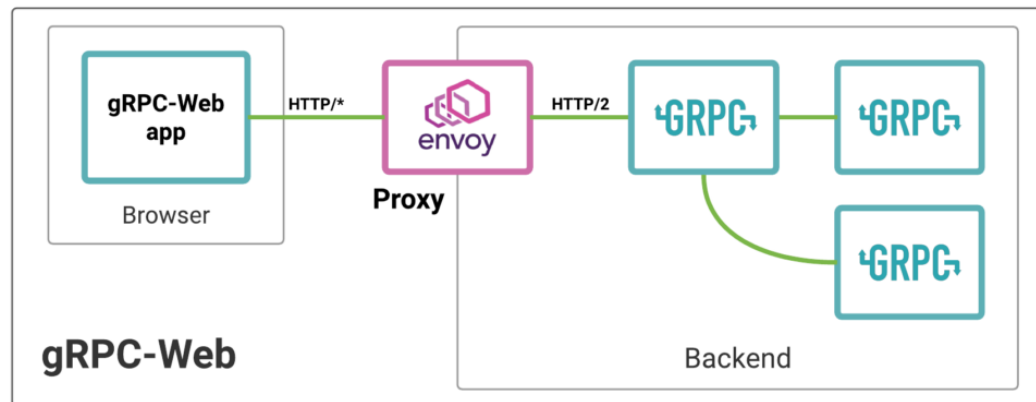 gRPC-Web
app
Browser
HTTP/*
envoy
Proxy
HTTP/2
GRPC
GRPC
GRPC
Backend
gRPC-Web